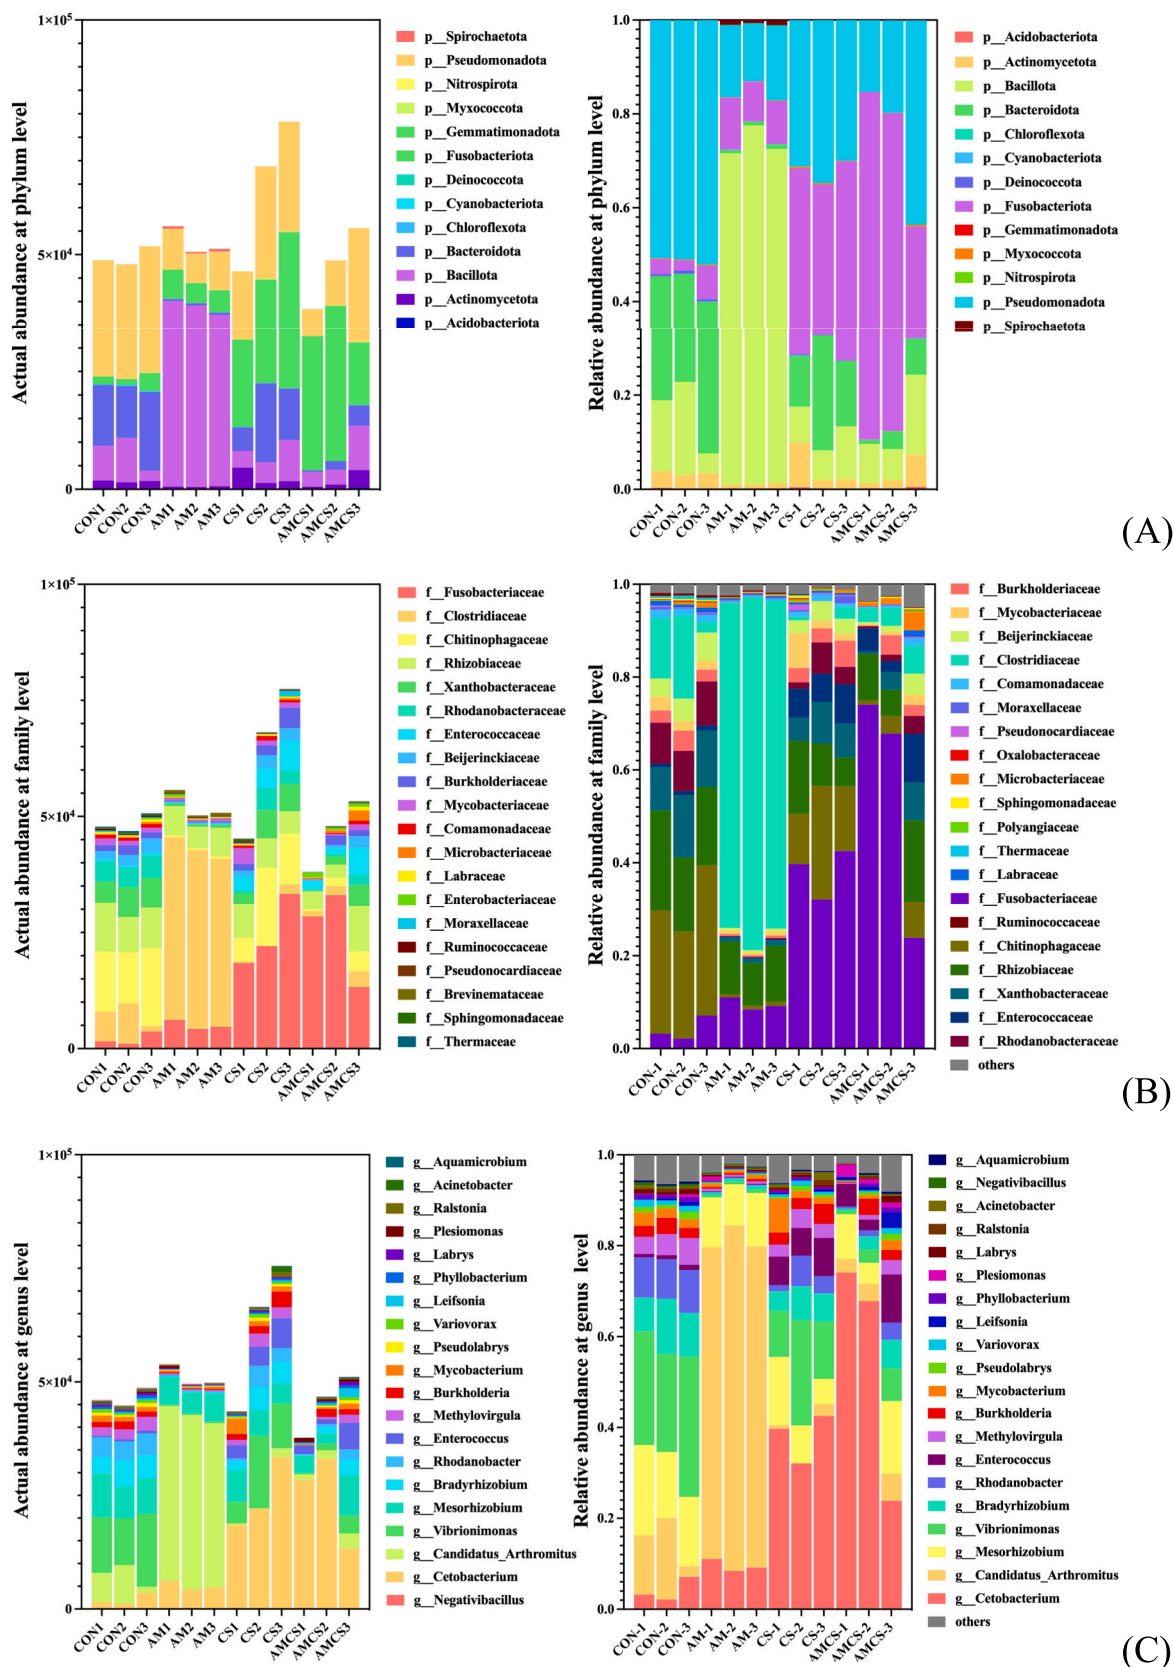 Actual abundance at phylum level
1×10⁵
5×10⁴
0
CON1
CON2
CON3
AM1
AM2
AM3
CS1
CS2
CS3
AMCS1
AMCS2
AMCS3
p__Spirochaetota
p__Pseudomonadota
p__Nitrospirota
p__Myxococcota
p__Gemmatimonadota
p__Fusobacteriota
p__Deinococcota
p__Cyanobacteriota
p__Chloroflexota
p__Bacteroidota
p__Bacillota
p__Actinomycetota
p__Acidobacteriota
Relative abundance at phylum level
1.0
0.8
0.6
0.4
0.2
0.0
CON-1
CON-2
CON-3
AM-1
AM-2
AM-3
CS-1
CS-2
CS-3
AMCS-1
AMCS-2
AMCS-3
p__Acidobacteriota
p__Actinomycetota
p__Bacillota
p__Bacteroidota
p__Chloroflexota
p__Cyanobacteriota
p__Deinococcota
p__Fusobacteriota
p__Gemmatimonadota
p__Myxococcota
p__Nitrospirota
p__Pseudomonadota
p__Spirochaetota
(A)
Actual abundance at family level
1×10⁵
5×10⁴
0
CON1
CON2
CON3
AM1
AM2
AM3
CS1
CS2
CS3
AMCS1
AMCS2
AMCS3
f__Fusobacteriaceae
f__Clostridiaceae
f__Chitinophagaceae
f__Rhizobiaceae
f__Xanthobacteraceae
f__Rhodanobacteraceae
f__Enterococcaceae
f__Beijerinckiaceae
f__Burkholderiaceae
f__Mycobacteriaceae
f__Comamonadaceae
f__Microbacteriaceae
f__Labraceae
f__Enterobacteriaceae
f__Moraxellaceae
f__Ruminococcaceae
f__Pseudonocardiaceae
f__Brevinemataceae
f__Sphingomonadaceae
f__Thermaceae
Relative abundance at family level
1.0
0.8
0.6
0.4
0.2
0.0
CON-1
CON-2
CON-3
AM-1
AM-2
AM-3
CS-1
CS-2
CS-3
AMCS-1
AMCS-2
AMCS-3
f__Burkholderiaceae
f__Mycobacteriaceae
f__Beijerinckiaceae
f__Clostridiaceae
f__Comamonadaceae
f__Moraxellaceae
f__Pseudonocardiaceae
f__Oxalobacteraceae
f__Microbacteriaceae
f__Sphingomonadaceae
f__Polyangiaceae
f__Thermaceae
f__Labraceae
f__Fusobacteriaceae
f__Ruminococcaceae
f__Chitinophagaceae
f__Rhizobiaceae
f__Xanthobacteraceae
f__Enterococcaceae
f__Rhodanobacteraceae
others
(B)
Actual abundance at genus level
1×10⁵
5×10⁴
0
CON1
CON2
CON3
AM1
AM2
AM3
CS1
CS2
CS3
AMCS1
AMCS2
AMCS3
g__Aquamicrobium
g__Acinetobacter
g__Ralstonia
g__Plesiomonas
g__Labrys
g__Phyllobacterium
g__Leifsonia
g__Variovorax
g__Pseudolabrys
g__Mycobacterium
g__Burkholderia
g__Methylovirgula
g__Enterococcus
g__Rhodanobacter
g__Bradyrhizobium
g__Mesorhizobium
g__Vibrionimonas
g__Candidatus_Arthromitus
g__Cetobacterium
g__Negativibacillus
Relative abundance at genus level
1.0
0.8
0.6
0.4
0.2
0.0
CON-1
CON-2
CON-3
AM-1
AM-2
AM-3
CS-1
CS-2
CS-3
AMCS-1
AMCS-2
AMCS-3
g__Aquamicrobium
g__Negativibacillus
g__Acinetobacter
g__Ralstonia
g__Labrys
g__Plesiomonas
g__Phyllobacterium
g__Leifsonia
g__Variovorax
g__Pseudolabrys
g__Mycobacterium
g__Burkholderia
g__Methylovirgula
g__Enterococcus
g__Rhodanobacter
g__Bradyrhizobium
g__Vibrionimonas
g__Mesorhizobium
g__Candidatus_Arthromitus
g__Cetobacterium
others
(C)